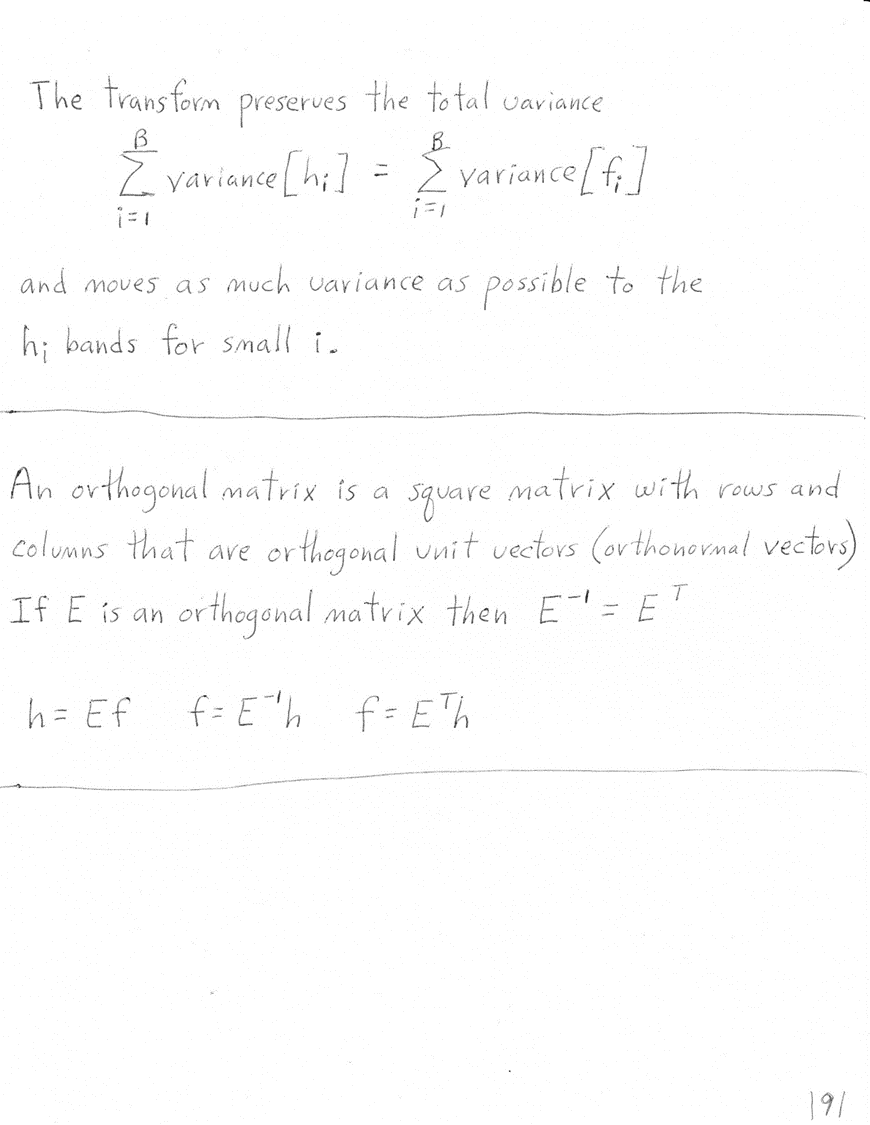 The transform preserves the total variance
B B
∑ variance[hᵢ] = ∑ variance[fᵢ]
i=1 i=1
and moves as much variance as possible to the
hᵢ bands for small i.
An orthogonal matrix is a square matrix with rows and
columns that are orthogonal unit vectors (orthonormal vectors)
If E is an orthogonal matrix then E⁻¹ = Eᵀ
h = Ef f = E⁻¹h f = Eᵀh
191